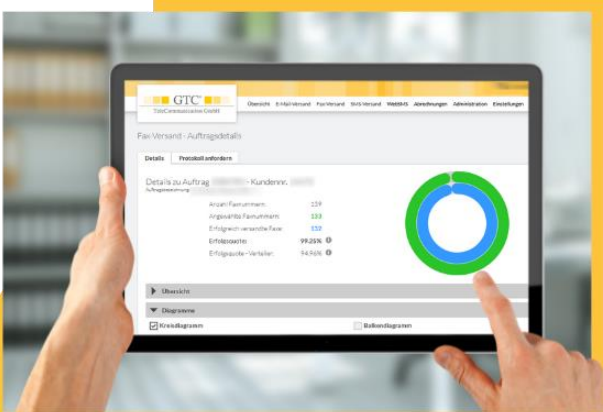 GTC
TeleCommunication GmbH
Übersicht E-Mail-Versand Fax-Versand SMS-Versand WebSMS Abrechnungen Administration Einstellungen
Fax-Versand - Auftragsdetails
Details Protokoll anfordern
Details zu Auftrag - Kundennr.
Auftragsbezeichnung
Anzahl Faxnummern: 139
Angewählte Faxnummern: 133
Erfolgreich versandte Faxe: 132
Erfolgsquote: 99,25%
Erfolgsquote - Verteiler: 94,96%
Übersicht
Diagramme
Kreisdiagramm Balkendiagramm